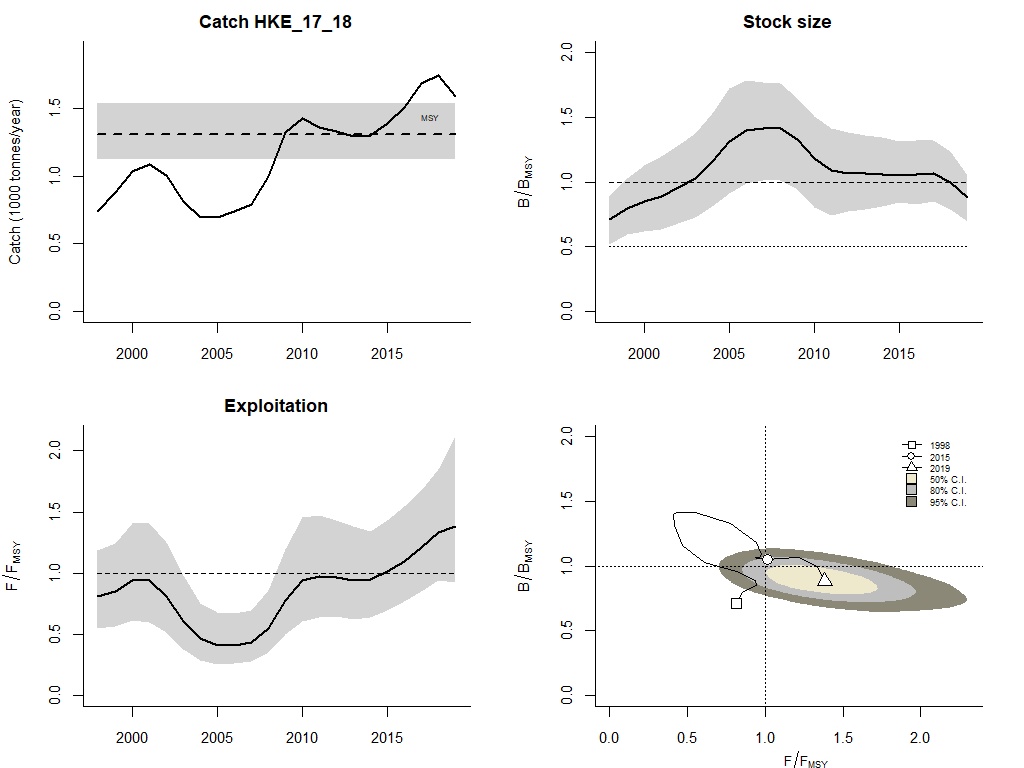 Catch HKE_17_18
Catch (1000 tonnes/year)
0.0 0.5 1.0 1.5
MSY
2000 2005 2010 2015
Stock size
B/B_MSY
0.0 0.5 1.0 1.5 2.0
2000 2005 2010 2015
Exploitation
F/F_MSY
0.0 0.5 1.0 1.5 2.0
2000 2005 2010 2015
B/B_MSY
0.0 0.5 1.0 1.5 2.0
1998
2015
2019
50% C.I.
80% C.I.
95% C.I.
0.0 0.5 1.0 1.5 2.0
F/F_MSY